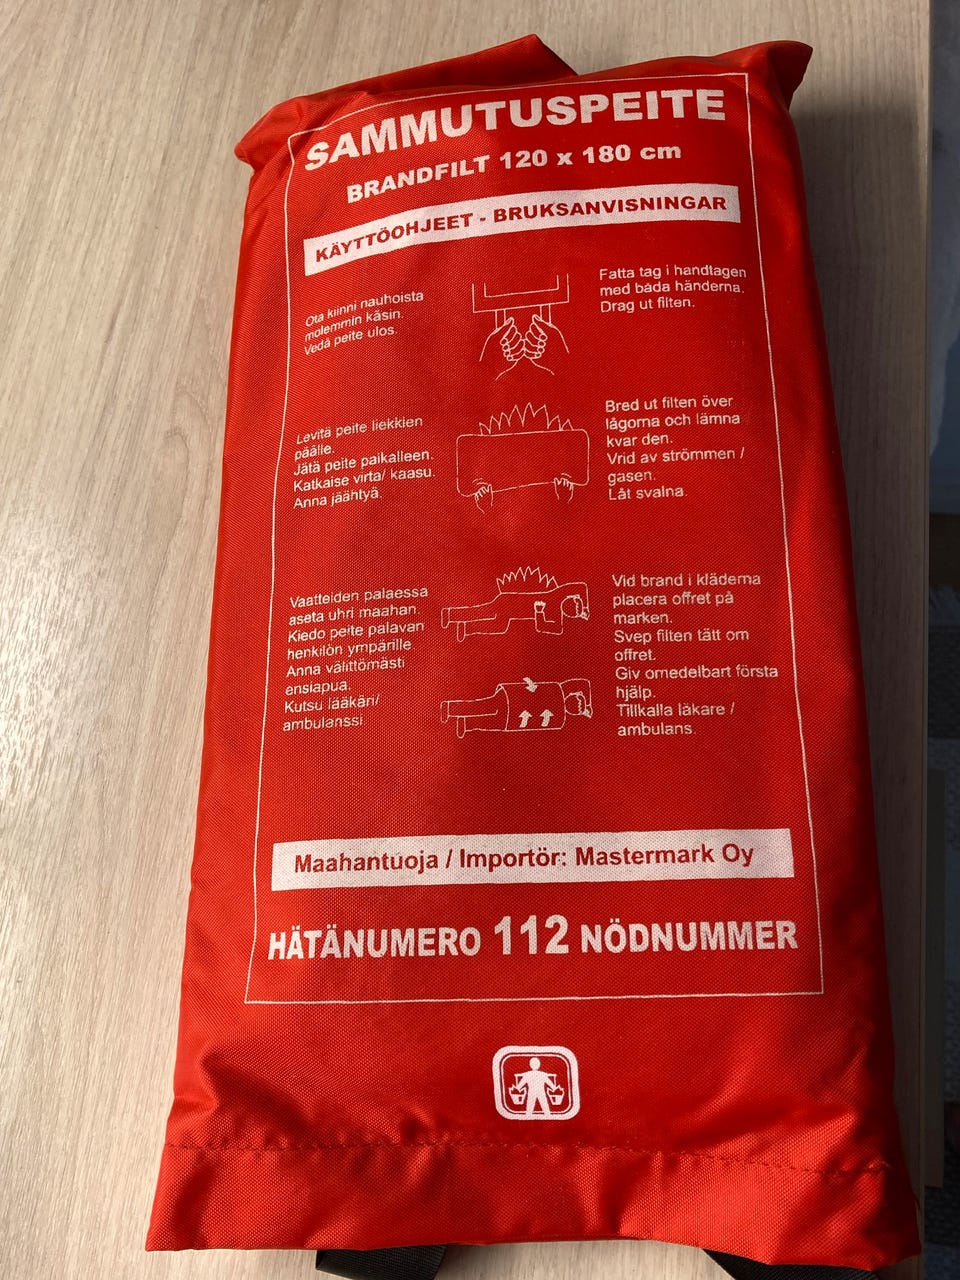 SAMMUTUSPEITE
BRANDFILT 120 x 180 cm
KÄYTTÖOHJEET - BRUKSANVISNINGAR
Ota kiinni nauhoista
molemmin käsin.
Vedä peite ulos.
Fatta tag i handtagen
med båda händerna.
Drag ut filten.
Levitä peite liekkien
päälle.
Jätä peite paikalleen.
Katkaise virta/ kaasu.
Anna jäähtyä.
Bred ut filten över
lågorna och lämna
kvar den.
Vrid av strömmen /
gasen.
Låt svalna.
Vaatteiden palaessa
aseta uhri maahan.
Kiedo peite palavan
henkilön ympärille.
Anna välittömästi
ensiapua.
Kutsu lääkäri/
ambulanssi
Vid brand i kläderna
placera offret på
marken.
Svep filten tätt om
offret.
Giv omedelbart första
hjälp.
Tillkalla läkare /
ambulans.
Maahantuoja / Importör: Mastermark Oy
HÄTÄNUMERO 112 NÖDNUMMER